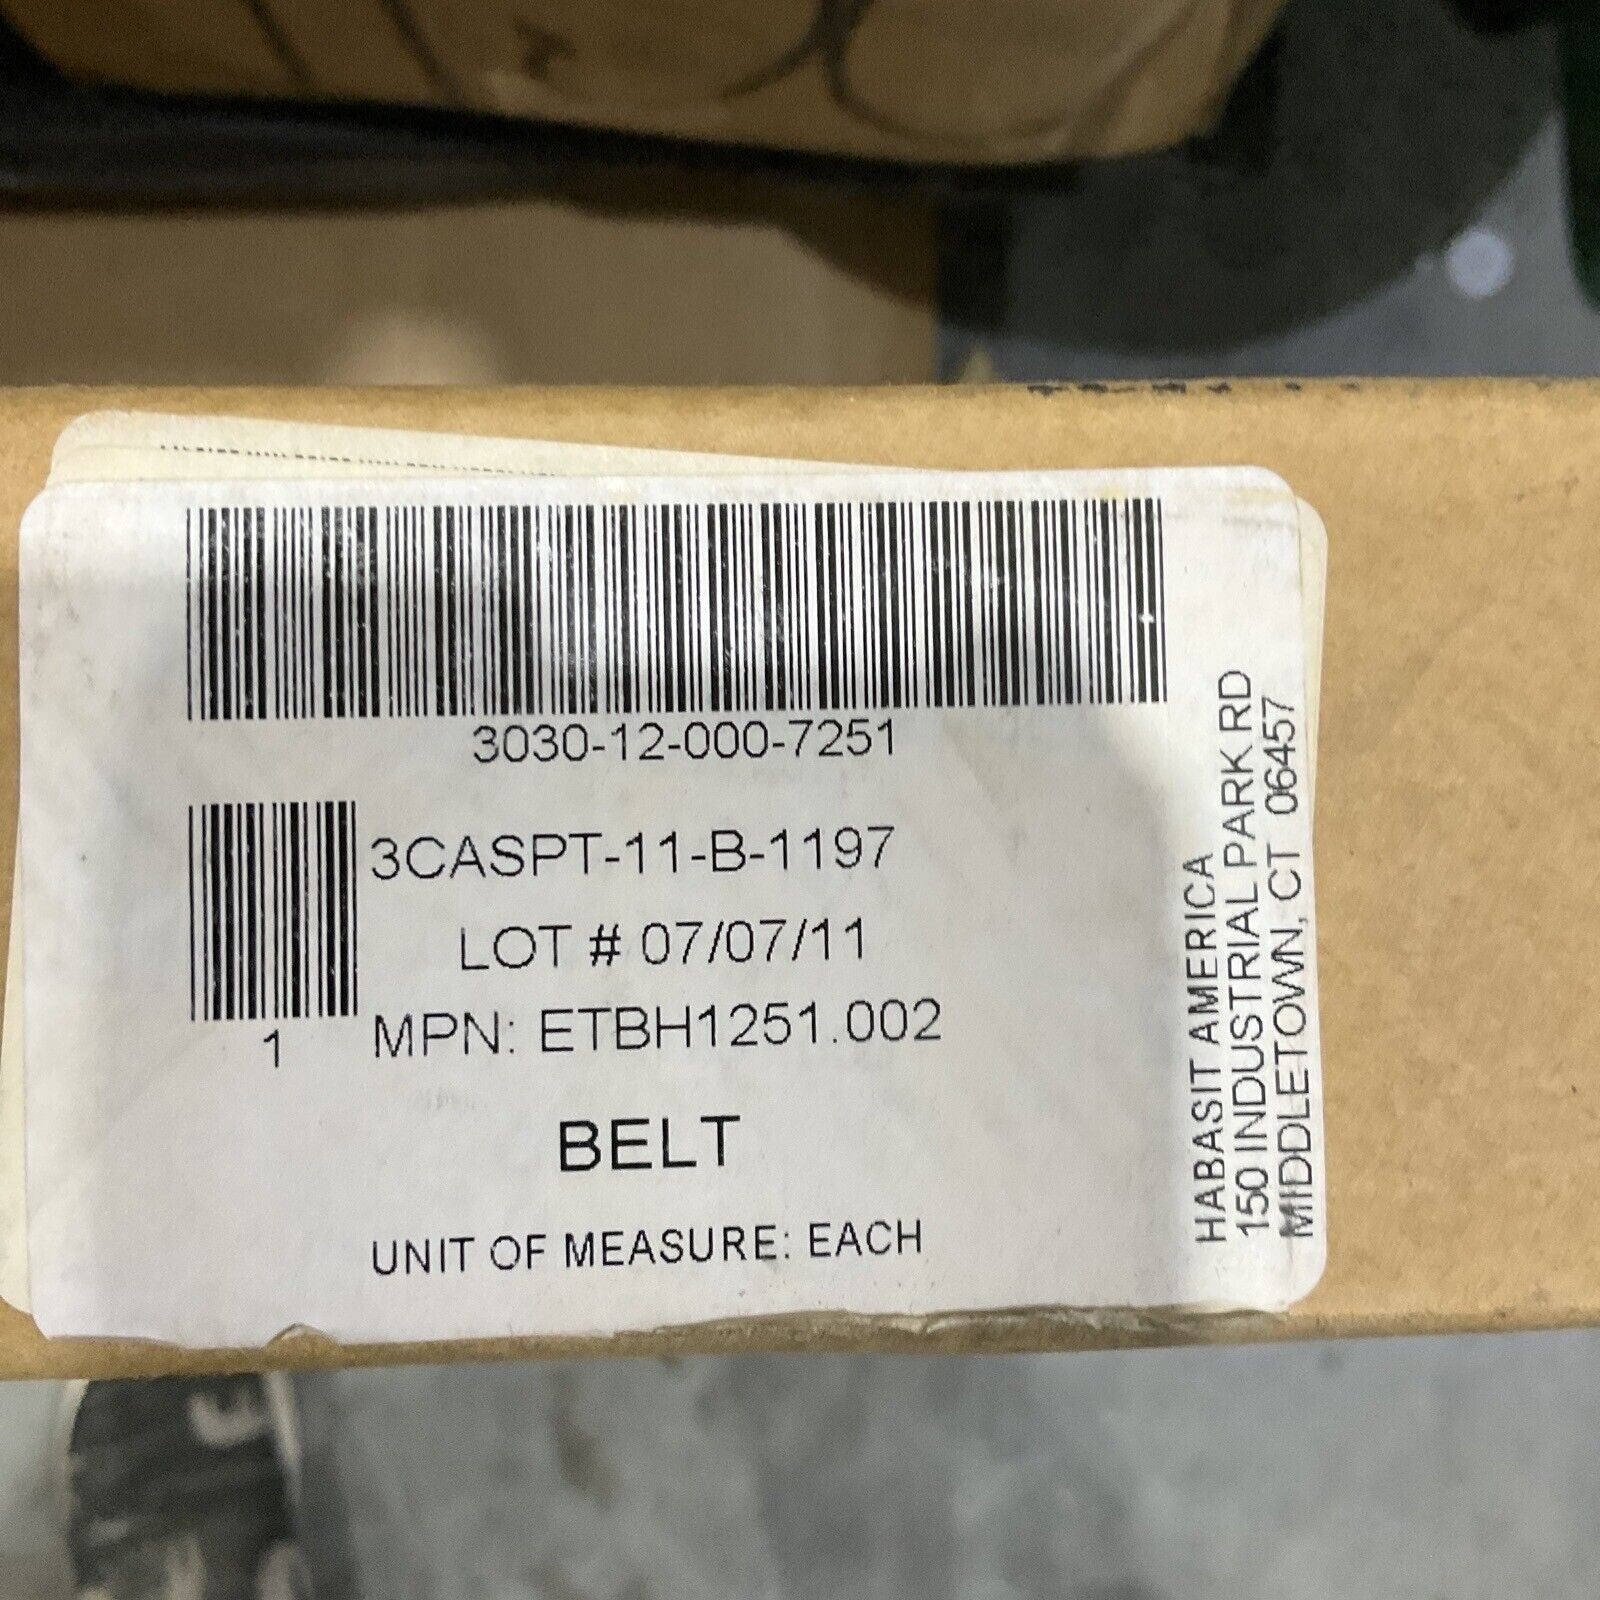 3030-12-000-7251
3CASPT-11-B-1197
LOT # 07/07/11
1
MPN: ETBH1251.002
BELT
UNIT OF MEASURE: EACH
HABASIT AMERICA
150 INDUSTRIAL PARK RD
MIDDLETOWN, CT 06457